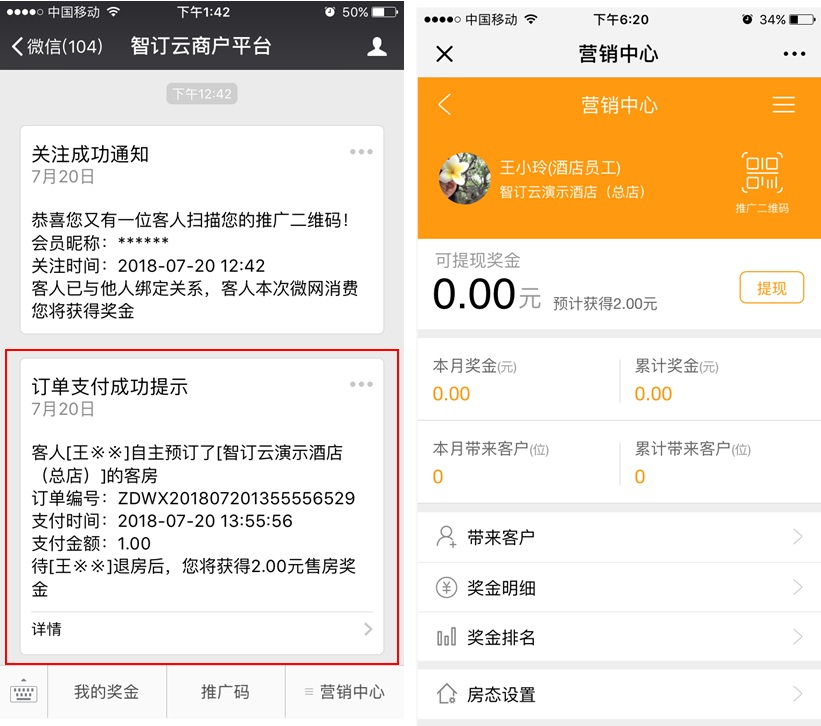 中国移动 下午1:42 50%
微信(104) 智订云商户平台
下午12:42
关注成功通知
7月20日
恭喜您又有一位客人扫描您的推广二维码！
会员昵称：******
关注时间：2018-07-20 12:42
客人已与他人绑定关系，客人本次微网消费
您将获得奖金
订单支付成功提示
7月20日
客人[王※※]自主预订了[智订云演示酒店
（总店）]的客房
订单编号：ZDWX201807201355556529
支付时间：2018-07-20 13:55:56
支付金额：1.00
待[王※※]退房后，您将获得2.00元售房奖
金
详情
我的奖金 推广码 营销中心
中国移动 下午6:20 34%
营销中心
营销中心
王小玲(酒店员工)
智订云演示酒店（总店）
推广二维码
可提现奖金
0.00元 预计获得2.00元 提现
本月奖金(元) 累计奖金(元)
0.00 0.00
本月带来客户(位) 累计带来客户(位)
0 0
带来客户
奖金明细
奖金排名
房态设置